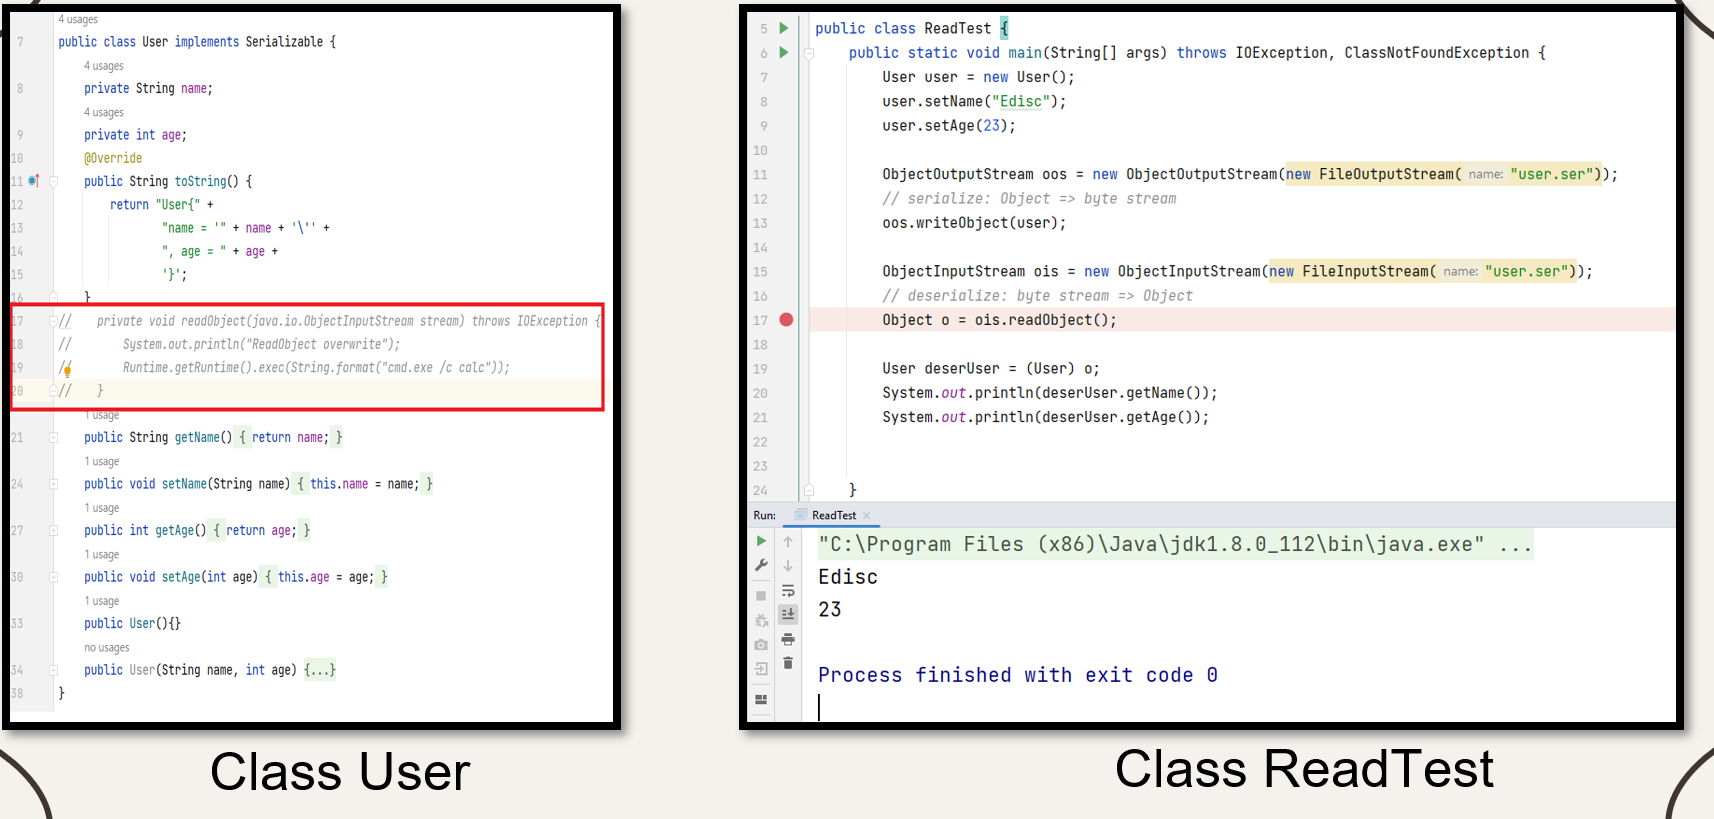 4 usages
7 public class User implements Serializable {
4 usages
8 private String name;
4 usages
9 private int age;
10 @Override
11 public String toString() {
12 return "User{" +
13 "name = '" + name + '\'' +
14 ", age = " + age +
15 '}';
16 }
17 // private void readObject(java.io.ObjectInputStream stream) throws IOException {
18 // System.out.println("ReadObject overwrite");
19 // Runtime.getRuntime().exec(String.format("cmd.exe /c calc"));
20 // }
1 usage
21 public String getName() { return name; }
1 usage
24 public void setName(String name) { this.name = name; }
1 usage
27 public int getAge() { return age; }
1 usage
30 public void setAge(int age) { this.age = age; }
1 usage
33 public User(){}
no usages
34 public User(String name, int age) {...}
38 }
Class User
5 public class ReadTest {
6 public static void main(String[] args) throws IOException, ClassNotFoundException {
7 User user = new User();
8 user.setName("Edisc");
9 user.setAge(23);
10
11 ObjectOutputStream oos = new ObjectOutputStream(new FileOutputStream( name: "user.ser"));
12 // serialize: Object => byte stream
13 oos.writeObject(user);
14
15 ObjectInputStream ois = new ObjectInputStream(new FileInputStream( name: "user.ser"));
16 // deserialize: byte stream => Object
17 Object o = ois.readObject();
18
19 User deserUser = (User) o;
20 System.out.println(deserUser.getName());
21 System.out.println(deserUser.getAge());
22
23
24 }
Run: ReadTest
"C:\Program Files (x86)\Java\jdk1.8.0_112\bin\java.exe" ...
Edisc
23
Process finished with exit code 0
Class ReadTest